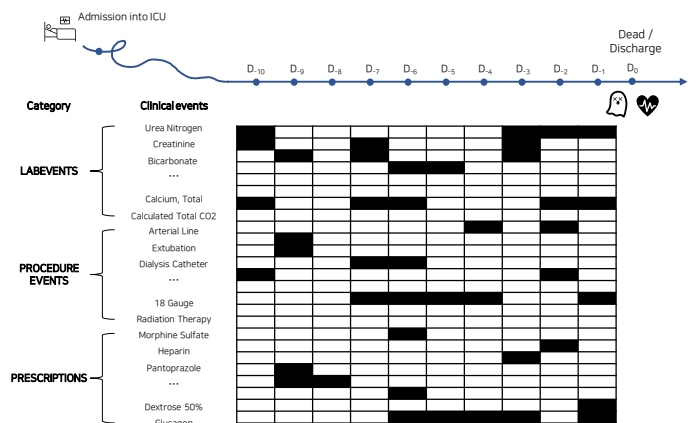 Admission into ICU
Dead /
Discharge
D-10 D-9 D-8 D-7 D-6 D-5 D-4 D-3 D-2 D-1 D0
Category Clinical events
Urea Nitrogen
Creatinine
Bicarbonate
LABEVENTS
...
Calcium, Total
Calculated Total CO2
Arterial Line
Extubation
Dialysis Catheter
PROCEDURE
EVENTS
...
18 Gauge
Radiation Therapy
Morphine Sulfate
Heparin
Pantoprazole
PRESCRIPTIONS
...
Dextrose 50%
Glucagon